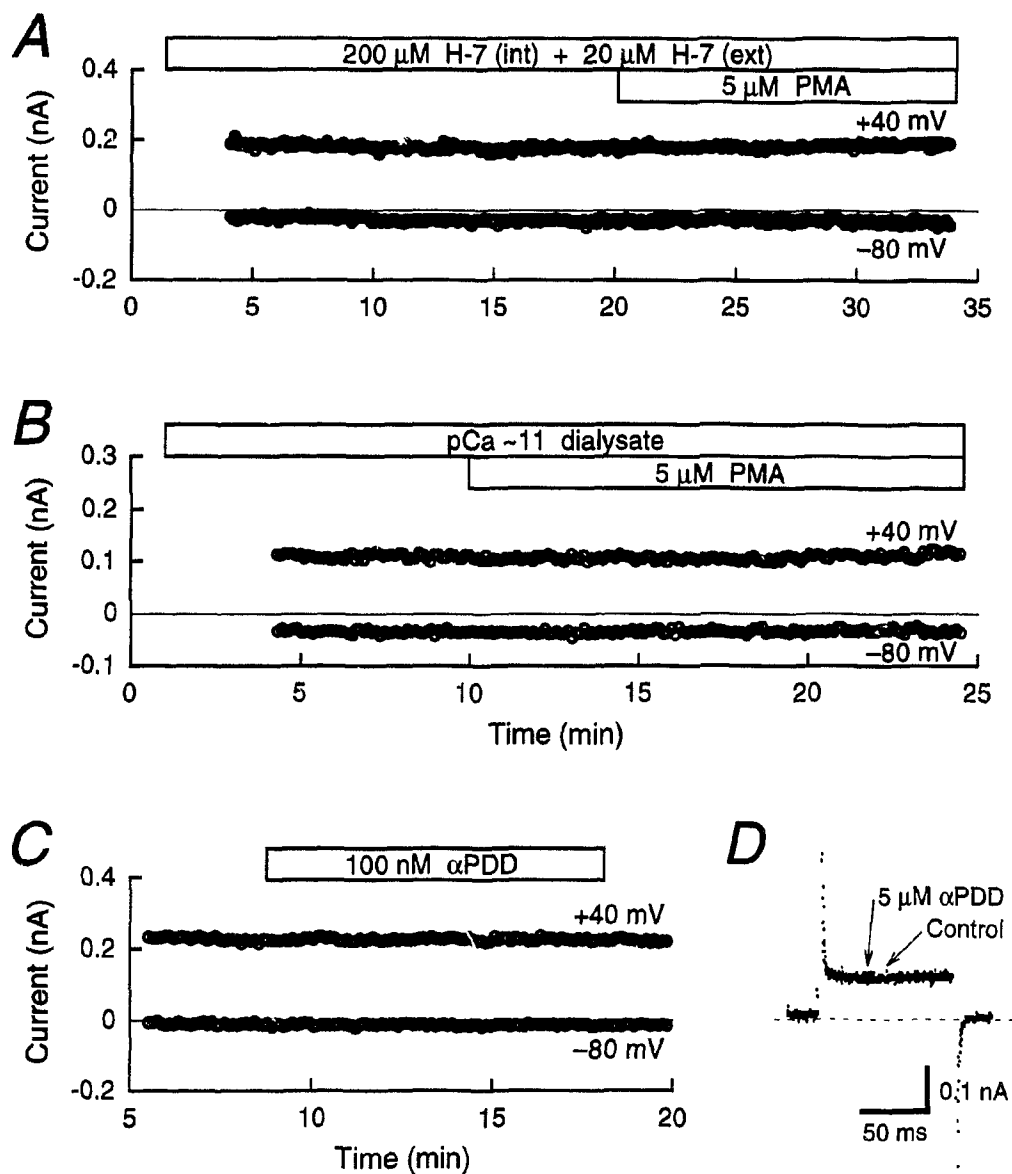 A
200 μM H-7 (int) + 20 μM H-7 (ext)
5 μM PMA
0.4
0.2
0
-0.2
Current (nA)
+40 mV
–80 mV
0 5 10 15 20 25 30 35
B
pCa ~11 dialysate
5 μM PMA
0.3
0.2
0.1
0
-0.1
Current (nA)
+40 mV
–80 mV
0 5 10 15 20 25
Time (min)
C
100 nM αPDD
0.4
0.2
0
-0.2
Current (nA)
+40 mV
–80 mV
5 10 15 20
Time (min)
D
5 μM αPDD
Control
0.1 nA
50 ms